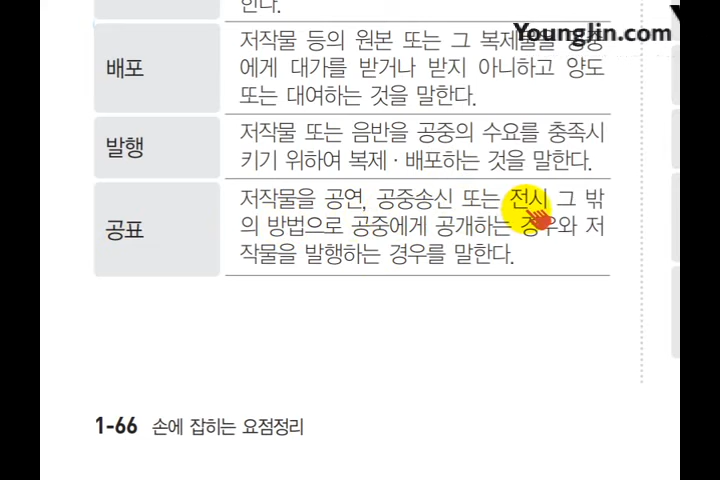 한다.
Younglin.com
배포
저작물 등의 원본 또는 그
에게 대가를 받거나 받지 아니하고 양도
또는 대여하는 것을 말한다.
발행
저작물 또는 음반을 공중의 수요를 충족시
키기 위하여 복제·배포하는 것을 말한다.
공표
저작물을 공연, 공중송신 또는 전시 그 밖
의 방법으로 공중에게 공개하는 경우와 저
작물을 발행하는 경우를 말한다.
1-66 손에 잡히는 요점정리